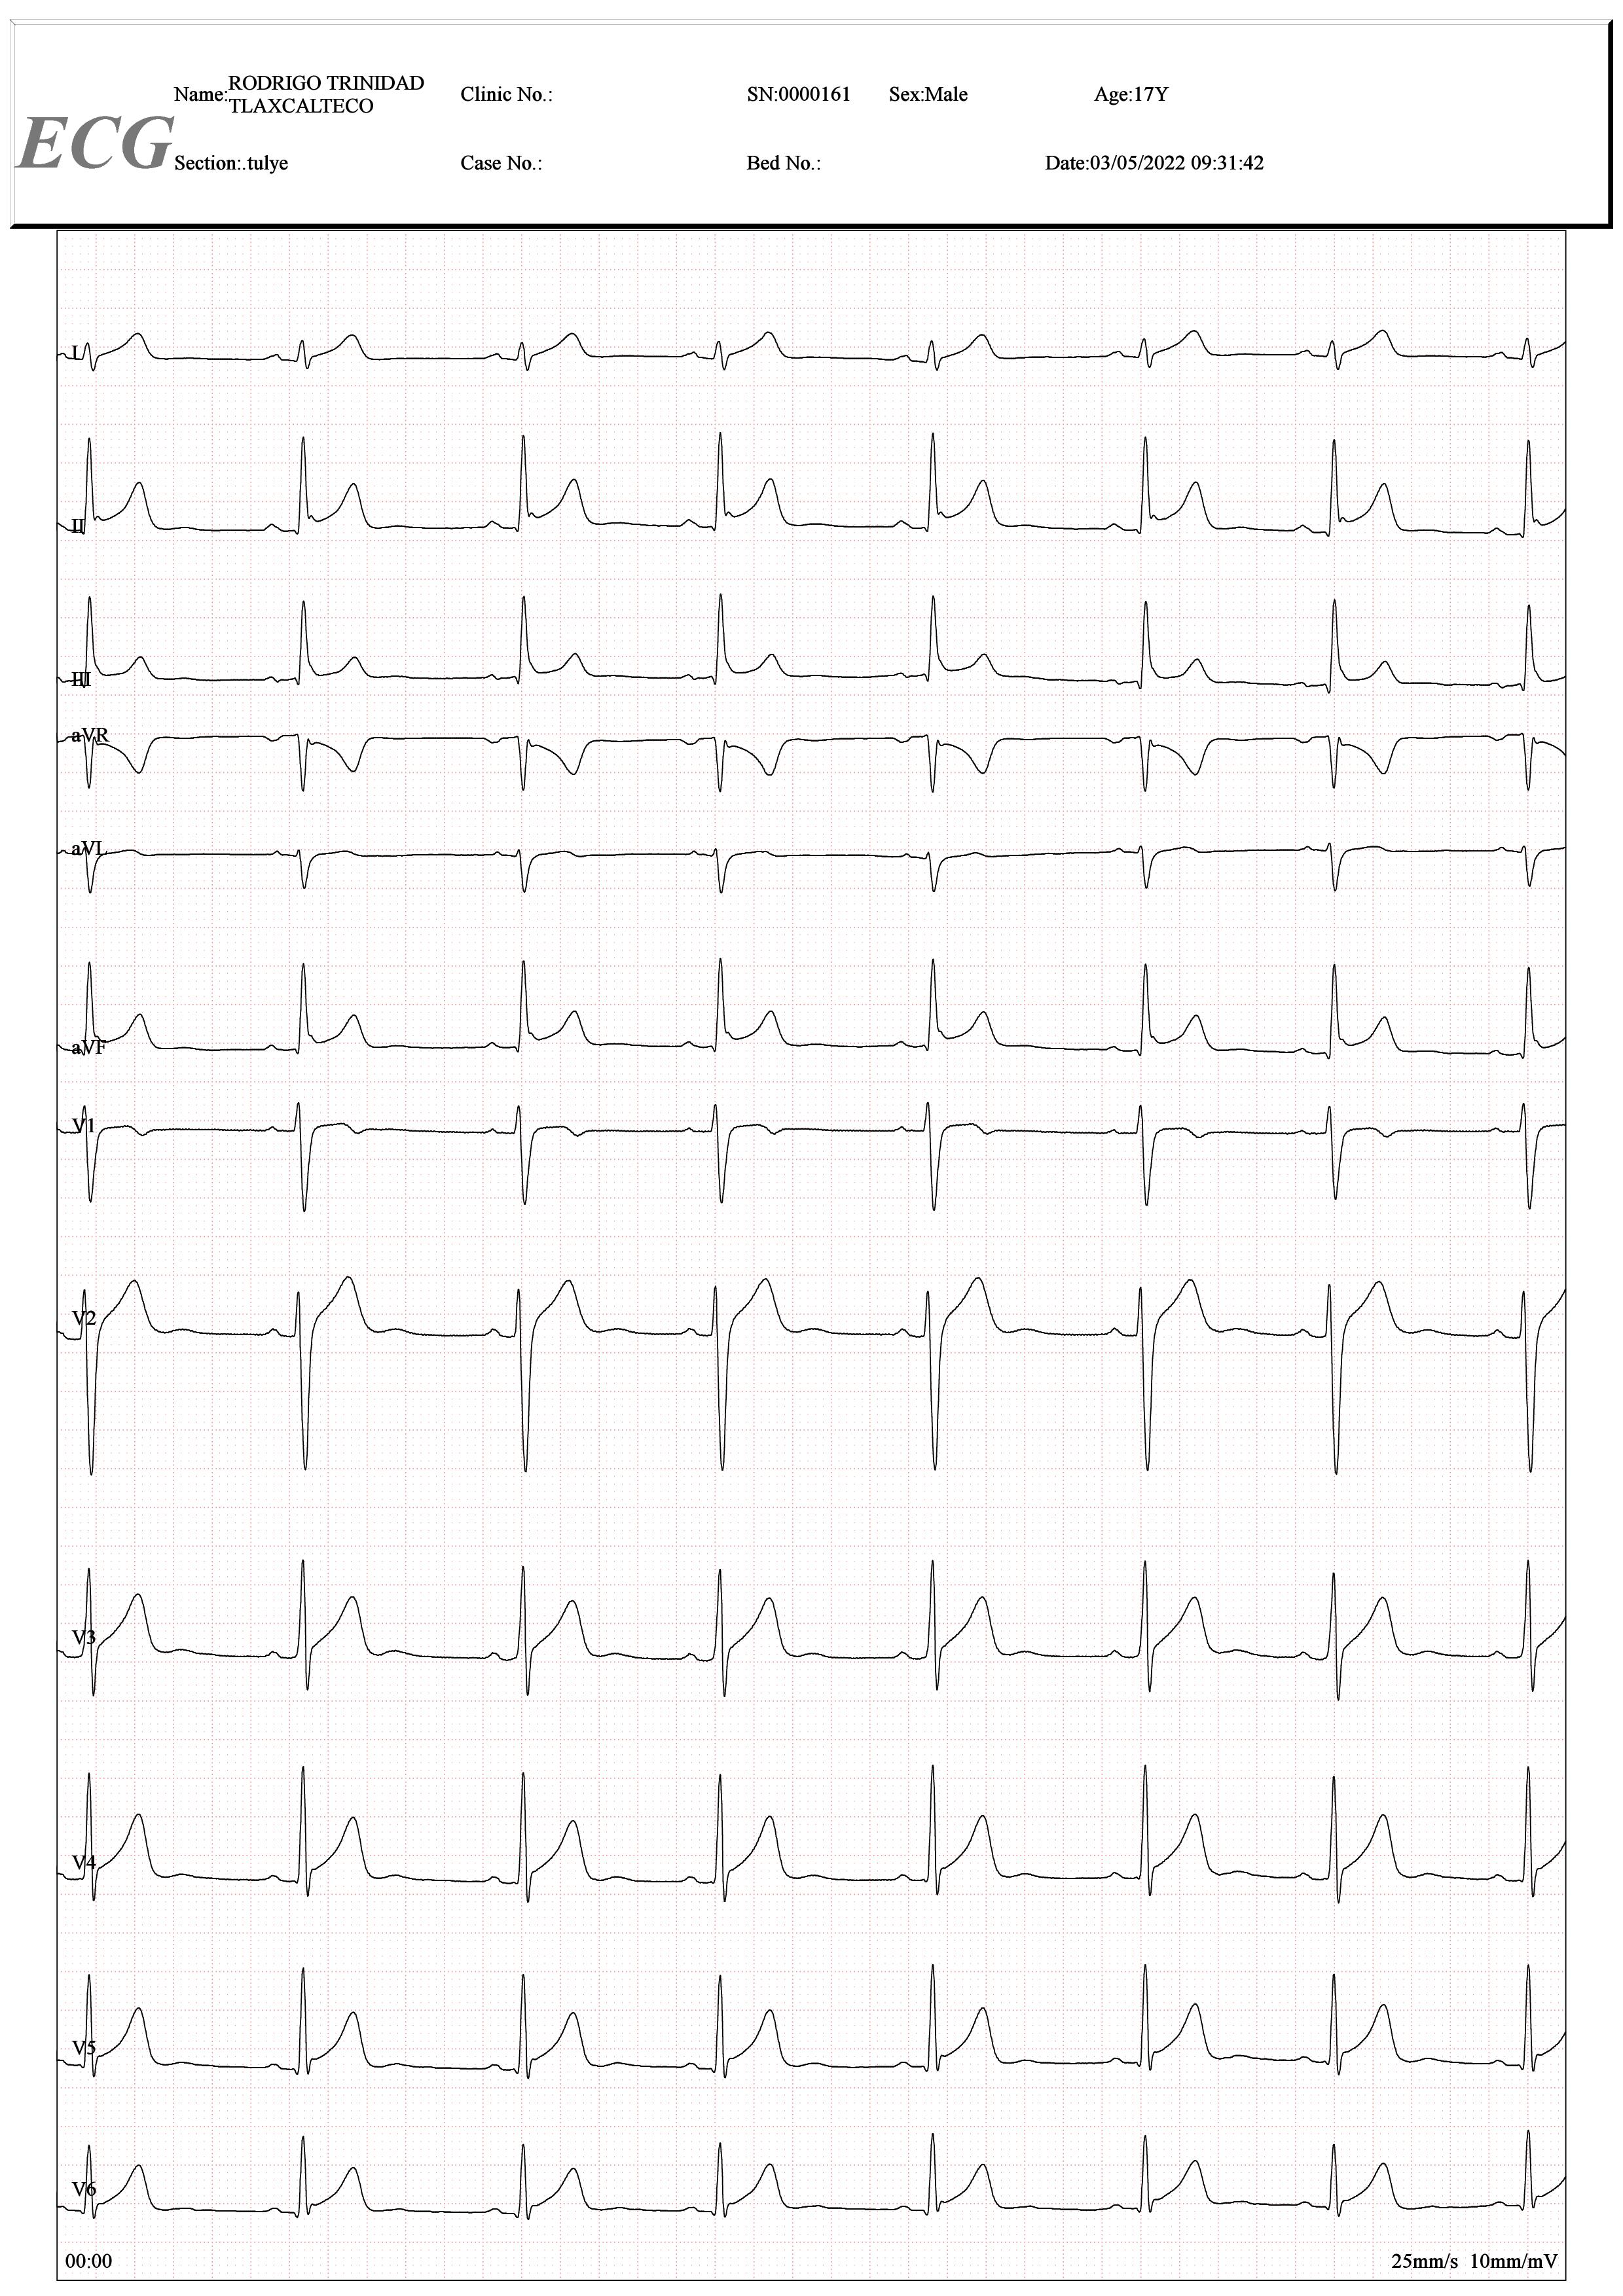 ECG
Name:RODRIGO TRINIDAD TLAXCALTECO Clinic No.: SN:0000161 Sex:Male Age:17Y
Section:.tulye Case No.: Bed No.: Date:03/05/2022 09:31:42
I
II
III
aVR
aVL
aVF
V1
V2
V3
V4
V5
V6
00:00 25mm/s 10mm/mV